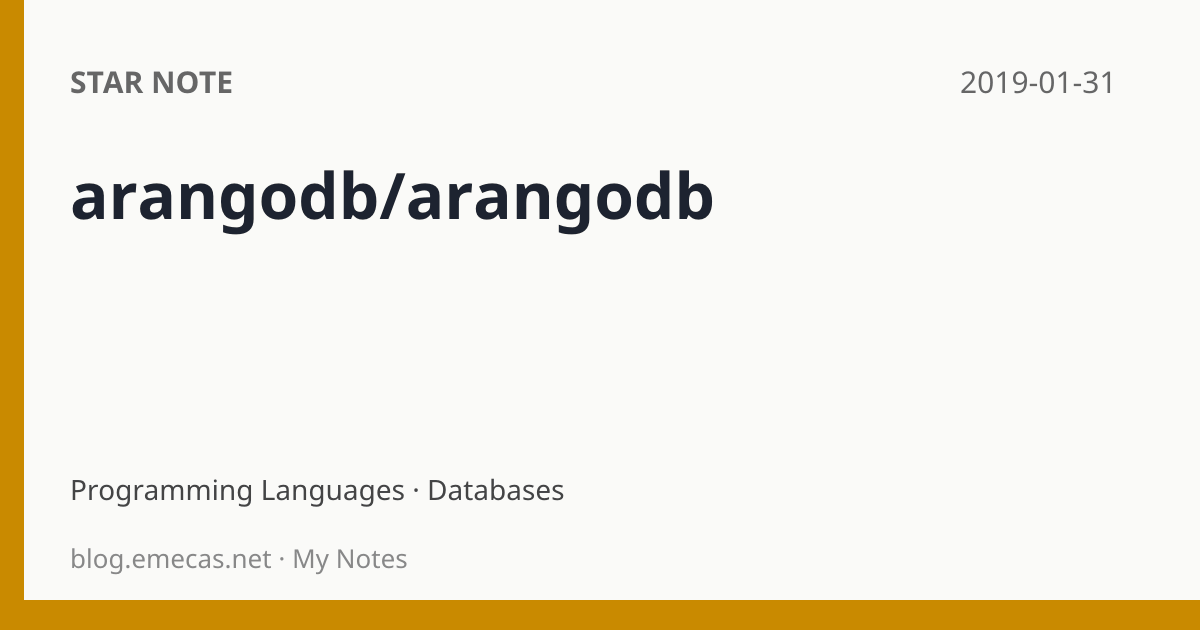 STAR NOTE
2019-01-31
arangodb/arangodb
Programming Languages · Databases
blog.emecas.net · My Notes